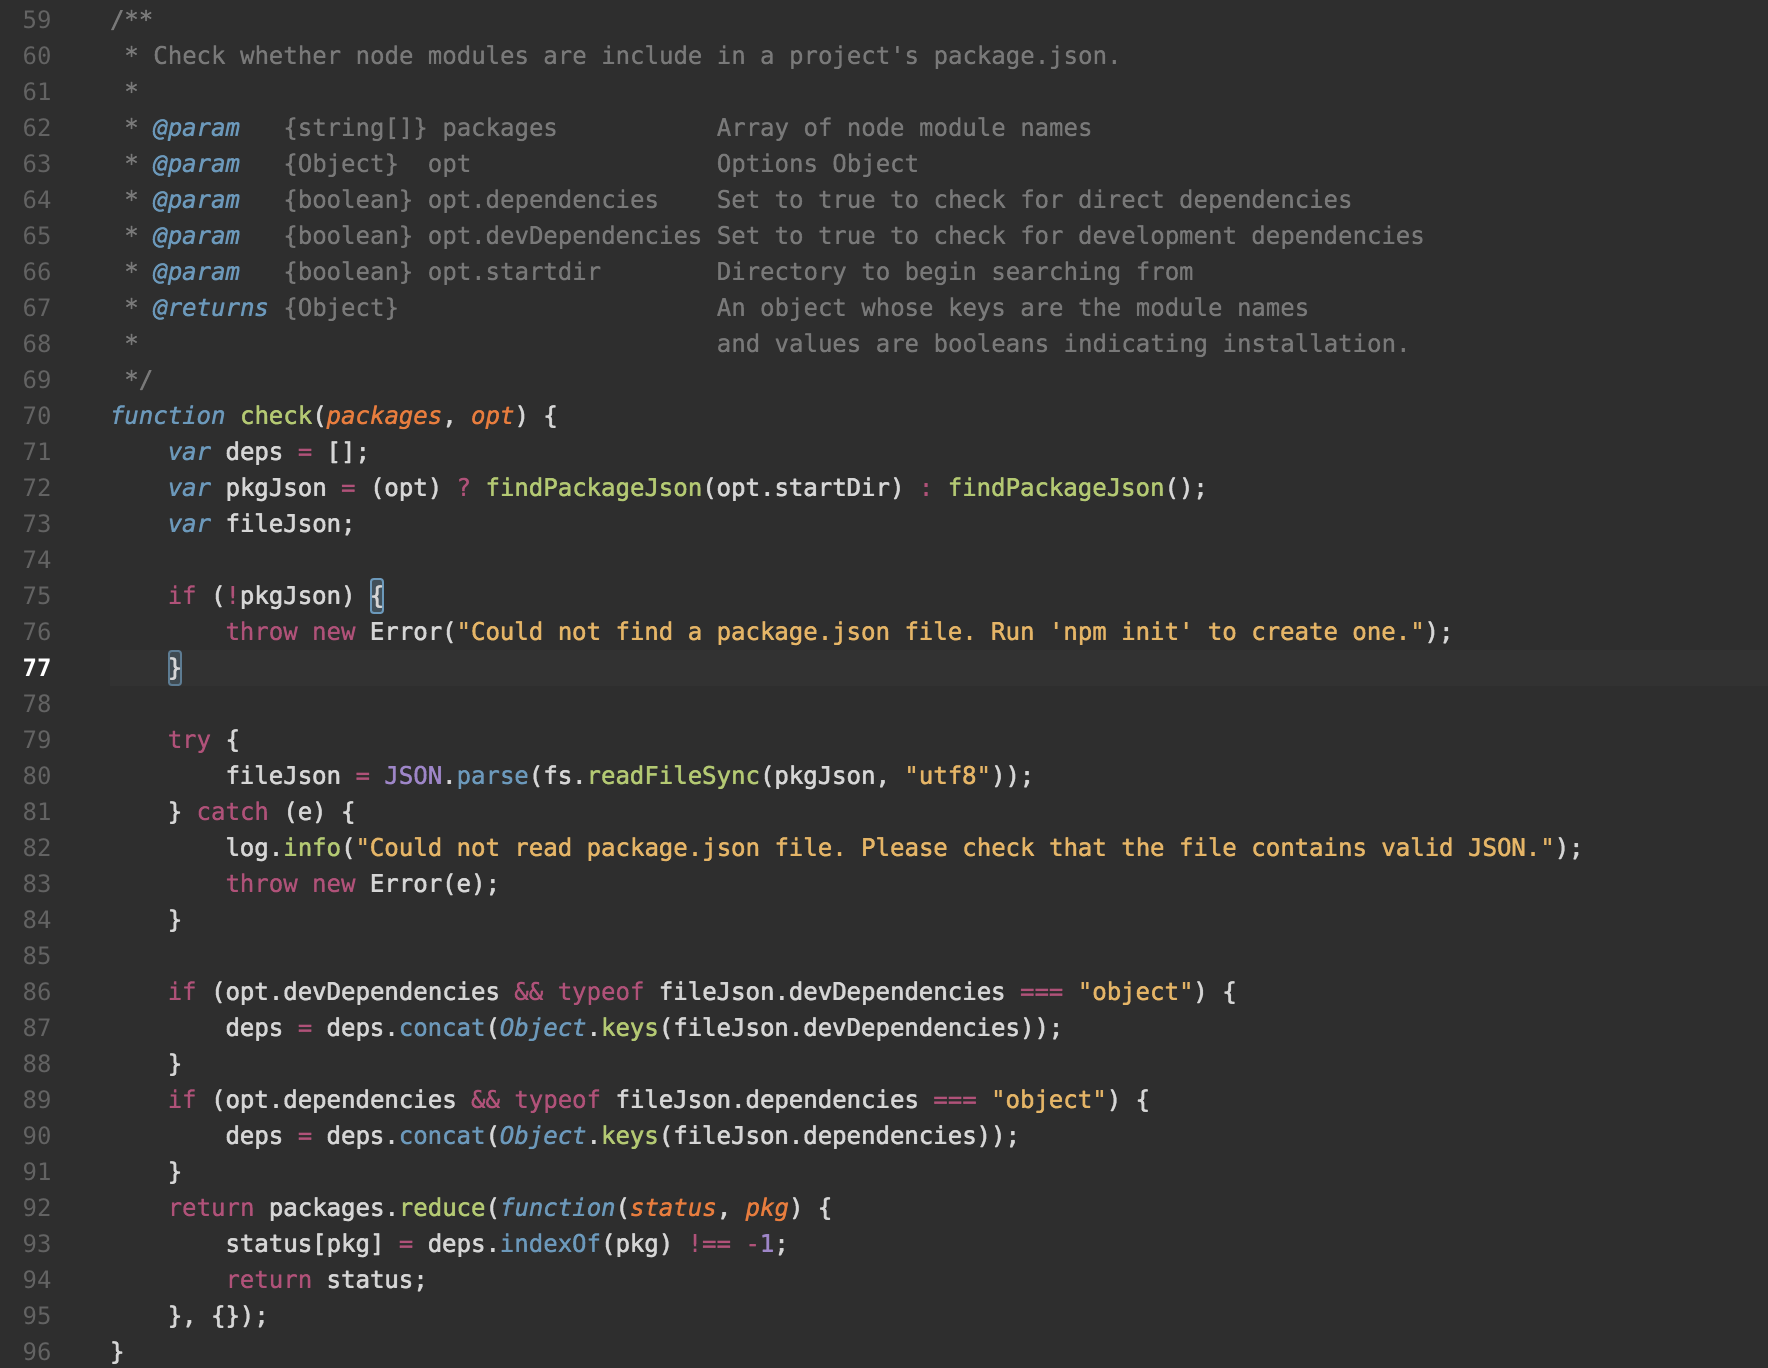 59 /**
60  * Check whether node modules are include in a project's package.json.
61  *
62  * @param   {string[]} packages           Array of node module names
63  * @param   {Object}  opt                 Options Object
64  * @param   {boolean} opt.dependencies    Set to true to check for direct dependencies
65  * @param   {boolean} opt.devDependencies Set to true to check for development dependencies
66  * @param   {boolean} opt.startdir        Directory to begin searching from
67  * @returns {Object}                      An object whose keys are the module names
68  *                                        and values are booleans indicating installation.
69  */
70 function check(packages, opt) {
71     var deps = [];
72     var pkgJson = (opt) ? findPackageJson(opt.startDir) : findPackageJson();
73     var fileJson;
74
75     if (!pkgJson) {
76         throw new Error("Could not find a package.json file. Run 'npm init' to create one.");
77     }
78
79     try {
80         fileJson = JSON.parse(fs.readFileSync(pkgJson, "utf8"));
81     } catch (e) {
82         log.info("Could not read package.json file. Please check that the file contains valid JSON.");
83         throw new Error(e);
84     }
85
86     if (opt.devDependencies && typeof fileJson.devDependencies === "object") {
87         deps = deps.concat(Object.keys(fileJson.devDependencies));
88     }
89     if (opt.dependencies && typeof fileJson.dependencies === "object") {
90         deps = deps.concat(Object.keys(fileJson.dependencies));
91     }
92     return packages.reduce(function(status, pkg) {
93         status[pkg] = deps.indexOf(pkg) !== -1;
94         return status;
95     }, {});
96 }